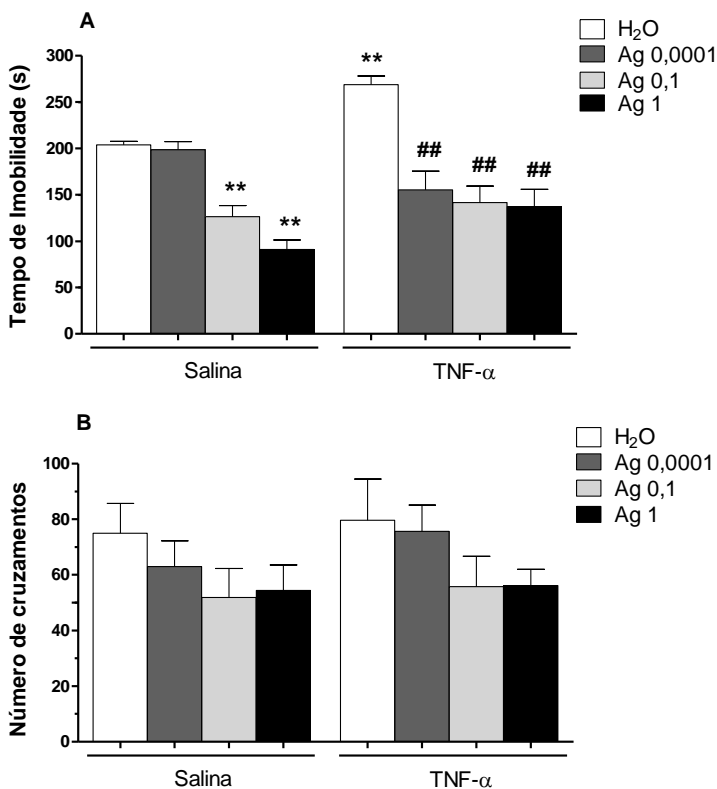 A
Tempo de Imobilidade (s)
300
250
200
150
100
50
0
**
**
**
##
##
##
Salina
TNF-α
H₂O
Ag 0,0001
Ag 0,1
Ag 1
B
Número de cruzamentos
100
80
60
40
20
0
Salina
TNF-α
H₂O
Ag 0,0001
Ag 0,1
Ag 1